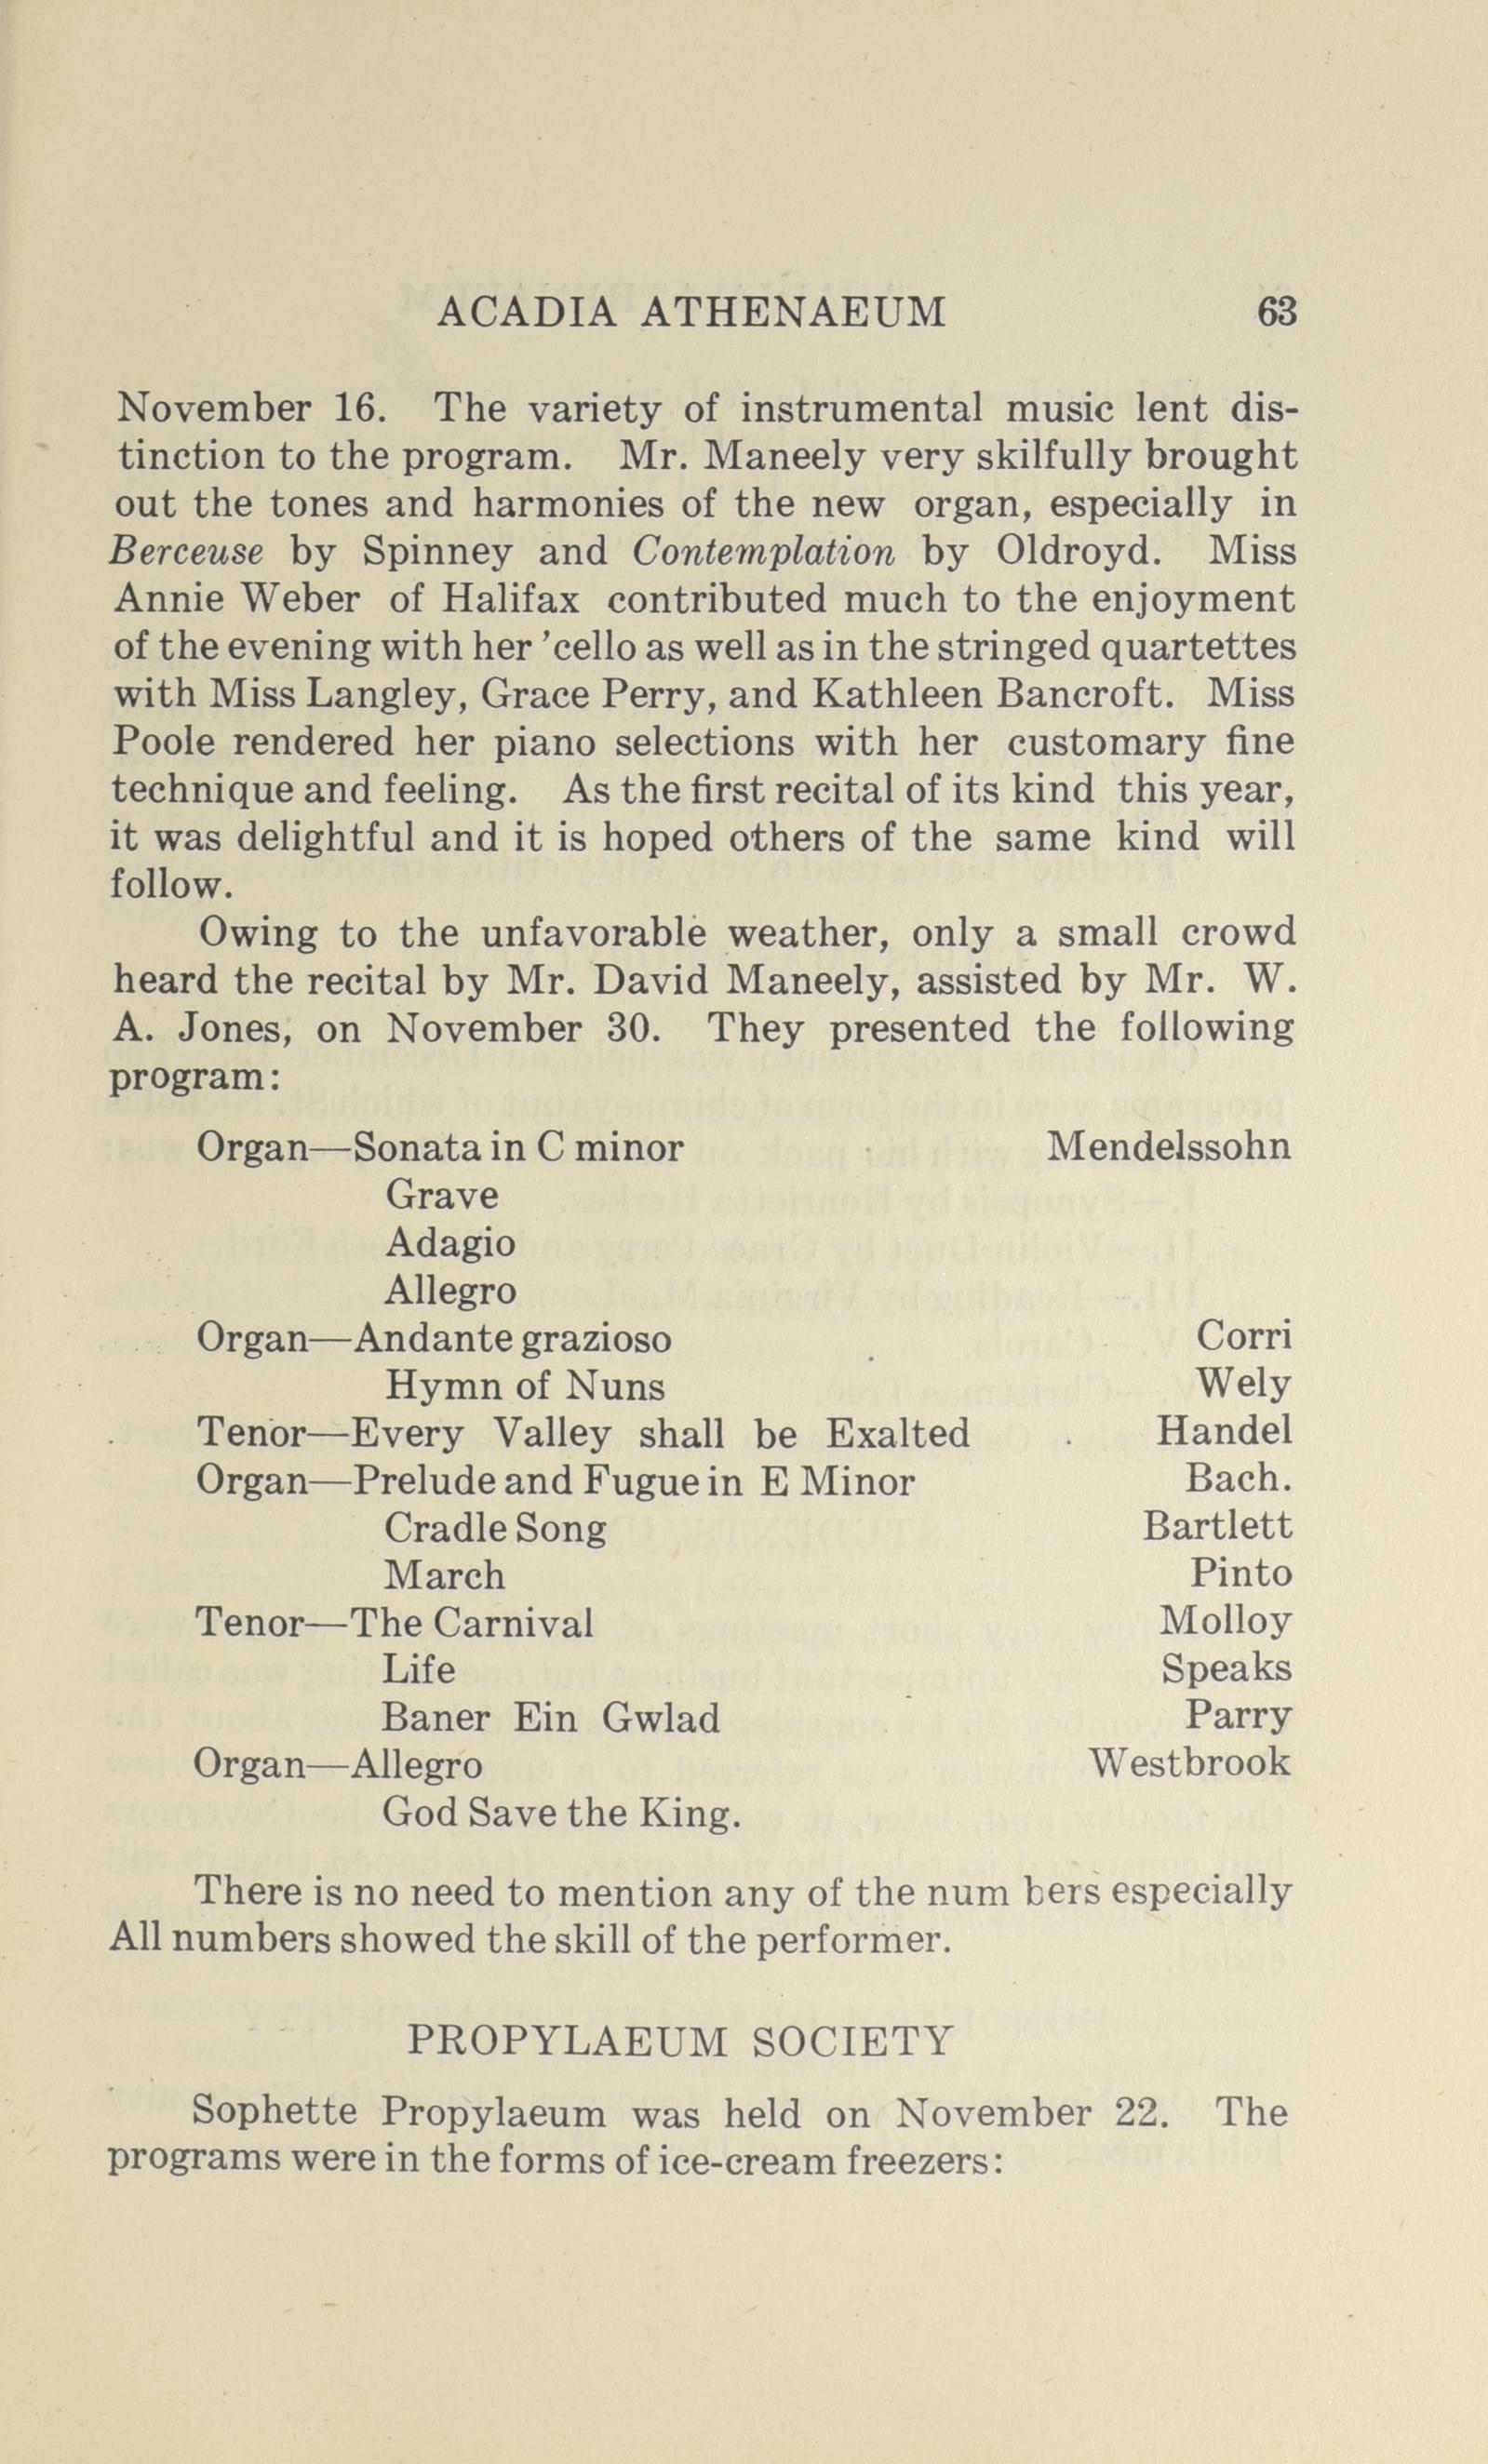 ACADIA ATHENAEUM 63
November 16. The variety of instrumental music lent dis-
tinction to the program. Mr. Maneely very skilfully brought
out the tones and harmonies of the new organ, especially in
Berceuse by Spinney and Contemplation by Oldroyd. Miss
Annie Weber of Halifax contributed much to the enjoyment
of the evening with her 'cello as well as in the stringed quartettes
with Miss Langley, Grace Perry, and Kathleen Bancroft. Miss
Poole rendered her piano selections with her customary fine
technique and feeling. As the first recital of its kind this year,
it was delightful and it is hoped others of the same kind will
follow.
Owing to the unfavorable weather, only a small crowd
heard the recital by Mr. David Maneely, assisted by Mr. W.
A. Jones, on November 30. They presented the following
program:
Organ—Sonata in C minor Mendelssohn
Grave
Adagio
Allegro
Organ—Andante grazioso Corri
Hymn of Nuns Wely
Tenor—Every Valley shall be Exalted Handel
Organ—Prelude and Fugue in E Minor Bach.
Cradle Song Bartlett
March Pinto
Tenor—The Carnival Molloy
Life Speaks
Baner Ein Gwlad Parry
Organ—Allegro Westbrook
God Save the King.
There is no need to mention any of the num bers especially
All numbers showed the skill of the performer.
PROPYLAEUM SOCIETY
Sophette Propylaeum was held on November 22. The
programs were in the forms of ice-cream freezers: